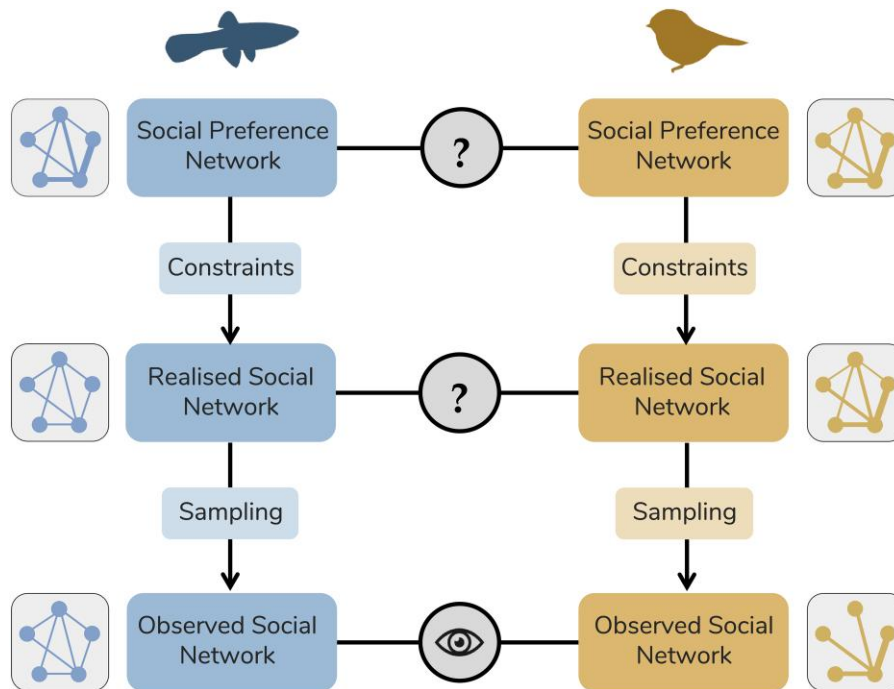 Social Preference
Network
?
Social Preference
Network
Constraints
Constraints
Realised Social
Network
?
Realised Social
Network
Sampling
Sampling
Observed Social
Network
Observed Social
Network